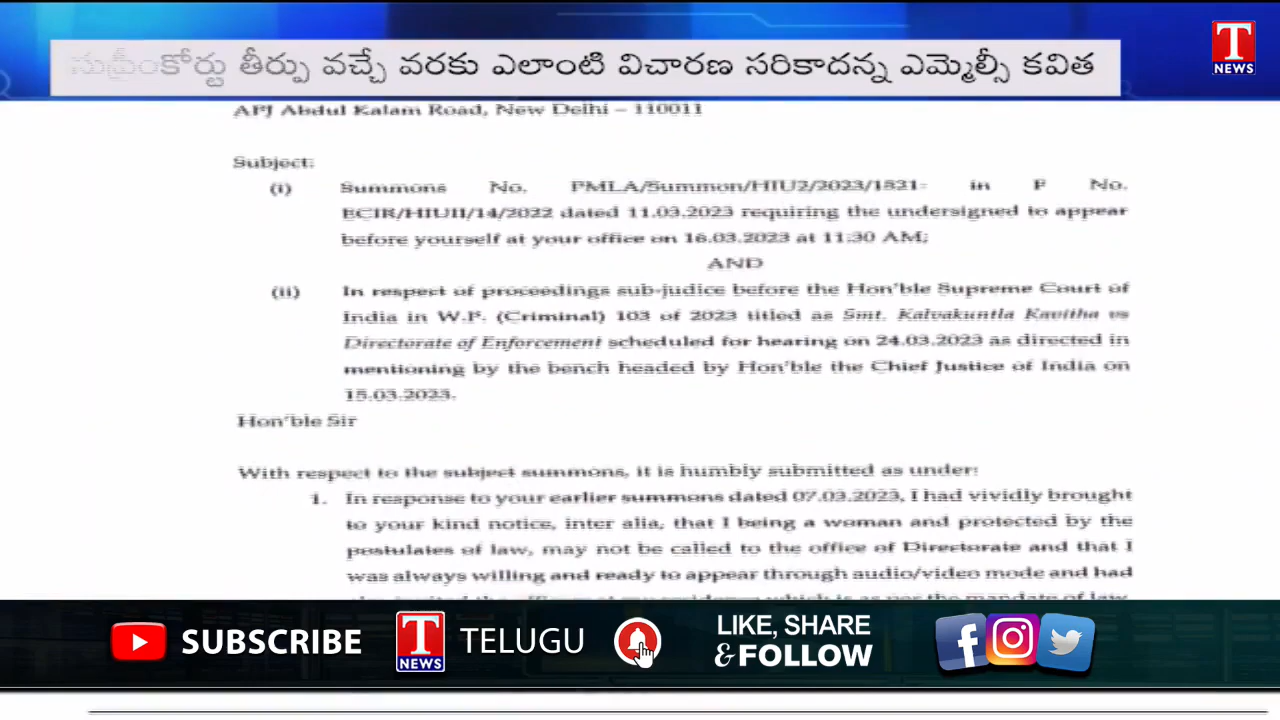 సుప్రీంకోర్టు తీర్పు వచ్చే వరకు ఎలాంటి విచారణ సరికాదన్న ఎమ్మెల్సీ కవిత
T NEWS
APJ Abdul Kalam Road, New Delhi – 110011
Subject:
(i) Summons No. PMLA/Summon/HIU2/2023/1821- in F No.
ECIR/HIUII/14/2022 dated 11.03.2023 requiring the undersigned to appear
before yourself at your office on 16.03.2023 at 11:30 AM;
AND
(ii) In respect of proceedings sub-judice before the Hon'ble Supreme Court of
India in W.P. (Criminal) 103 of 2023 titled as Smt. Kalvakuntla Kavitha vs
Directorate of Enforcement scheduled for hearing on 24.03.2023 as directed in
mentioning by the bench headed by Hon'ble the Chief Justice of India on
15.03.2023.
Hon'ble Sir
With respect to the subject summons, it is humbly submitted as under:
1. In response to your earlier summons dated 07.03.2023, I had vividly brought
to your kind notice, inter alia, that I being a woman and protected by the
postulates of law, may not be called to the office of Directorate and that I
was always willing and ready to appear through audio/video mode and had
SUBSCRIBE
T NEWS
TELUGU
LIKE, SHARE
& FOLLOW